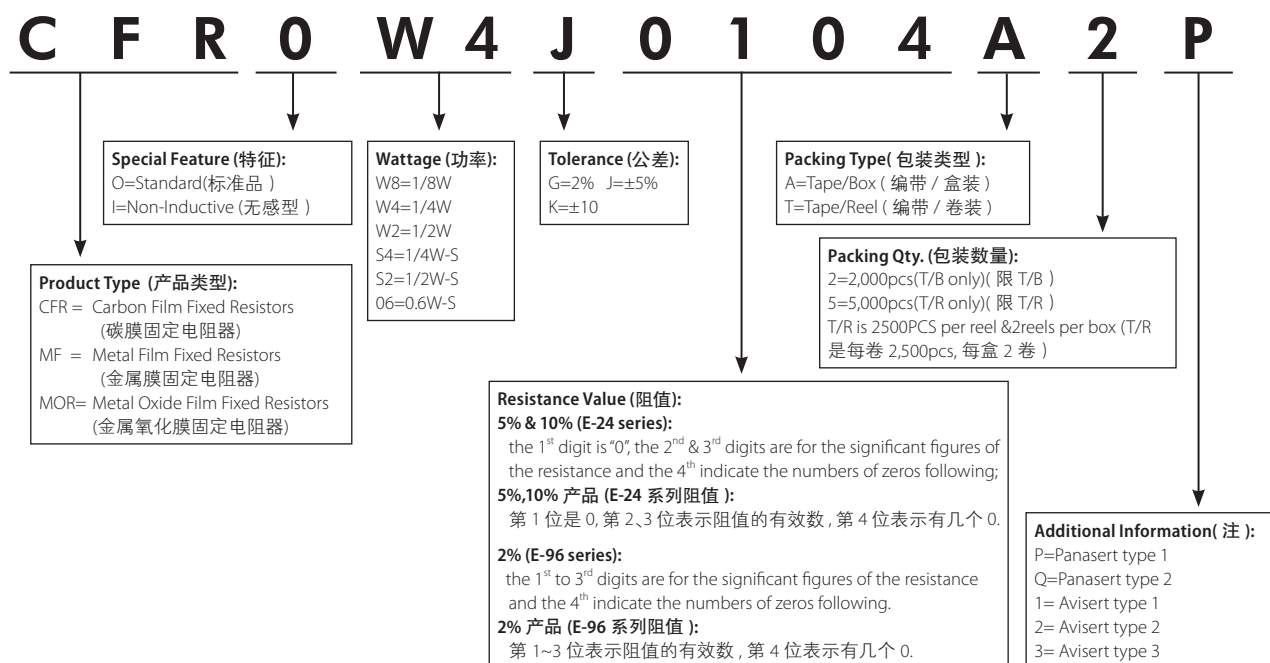 C F R 0 W 4 J 0 1 0 4 A 2 P
Special Feature (特征):
O=Standard(标准品 )
I=Non-Inductive (无感型 )
Wattage (功率):
W8=1/8W
W4=1/4W
W2=1/2W
S4=1/4W-S
S2=1/2W-S
06=0.6W-S
Tolerance (公差):
G=2% J=±5%
K=±10
Packing Type( 包装类型 ):
A=Tape/Box ( 编带 / 盒装 )
T=Tape/Reel ( 编带 / 卷装 )
Packing Qty. (包装数量):
2=2,000pcs(T/B only)( 限 T/B )
5=5,000pcs(T/R only)( 限 T/R )
T/R is 2500PCS per reel &2reels per box (T/R
是每卷 2,500pcs, 每盒 2 卷 )
Product Type (产品类型):
CFR = Carbon Film Fixed Resistors
(碳膜固定电阻器)
MF = Metal Film Fixed Resistors
(金属膜固定电阻器)
MOR= Metal Oxide Film Fixed Resistors
(金属氧化膜固定电阻器)
Resistance Value (阻值):
5% & 10% (E-24 series):
the 1st digit is "0", the 2nd & 3rd digits are for the significant figures of
the resistance and the 4th indicate the numbers of zeros following;
5%,10% 产品 (E-24 系列阻值 ):
第 1 位是 0, 第 2、3 位表示阻值的有效数 , 第 4 位表示有几个 0.
2% (E-96 series):
the 1st to 3rd digits are for the significant figures of the resistance
and the 4th indicate the numbers of zeros following.
2% 产品 (E-96 系列阻值 ):
第 1~3 位表示阻值的有效数 , 第 4 位表示有几个 0.
Additional Information( 注 ):
P=Panasert type 1
Q=Panasert type 2
1= Avisert type 1
2= Avisert type 2
3= Avisert type 3